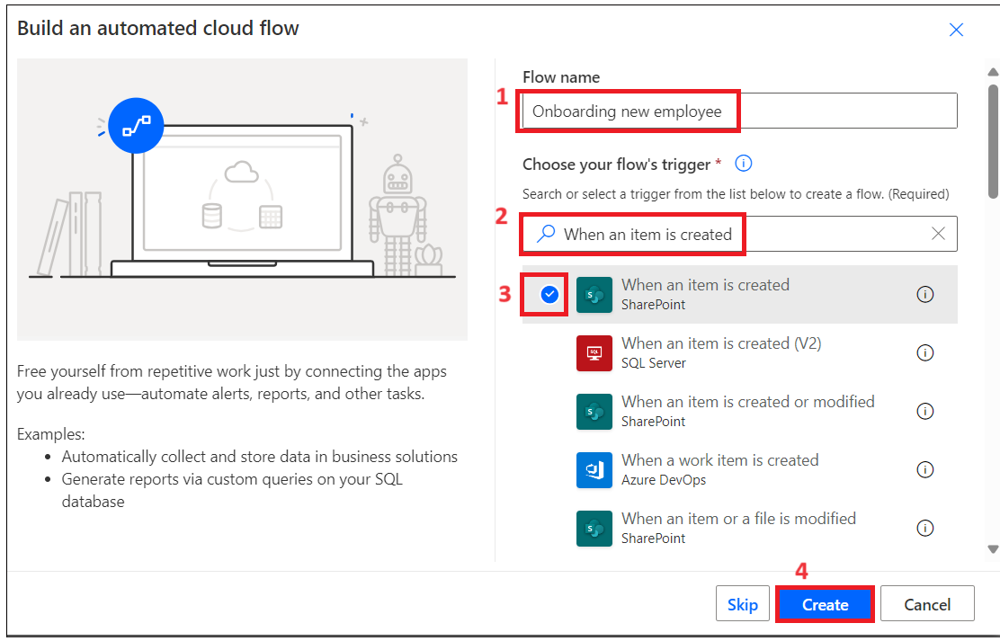 Build an automated cloud flow
Free yourself from repetitive work just by connecting the apps
you already use—automate alerts, reports, and other tasks.
Examples:
• Automatically collect and store data in business solutions
• Generate reports via custom queries on your SQL
database
Flow name
1
Onboarding new employee
Choose your flow's trigger *
Search or select a trigger from the list below to create a flow. (Required)
2
When an item is created
3
When an item is created
SharePoint
When an item is created (V2)
SQL Server
When an item is created or modified
SharePoint
When a work item is created
Azure DevOps
When an item or a file is modified
SharePoint
4
Skip
Create
Cancel